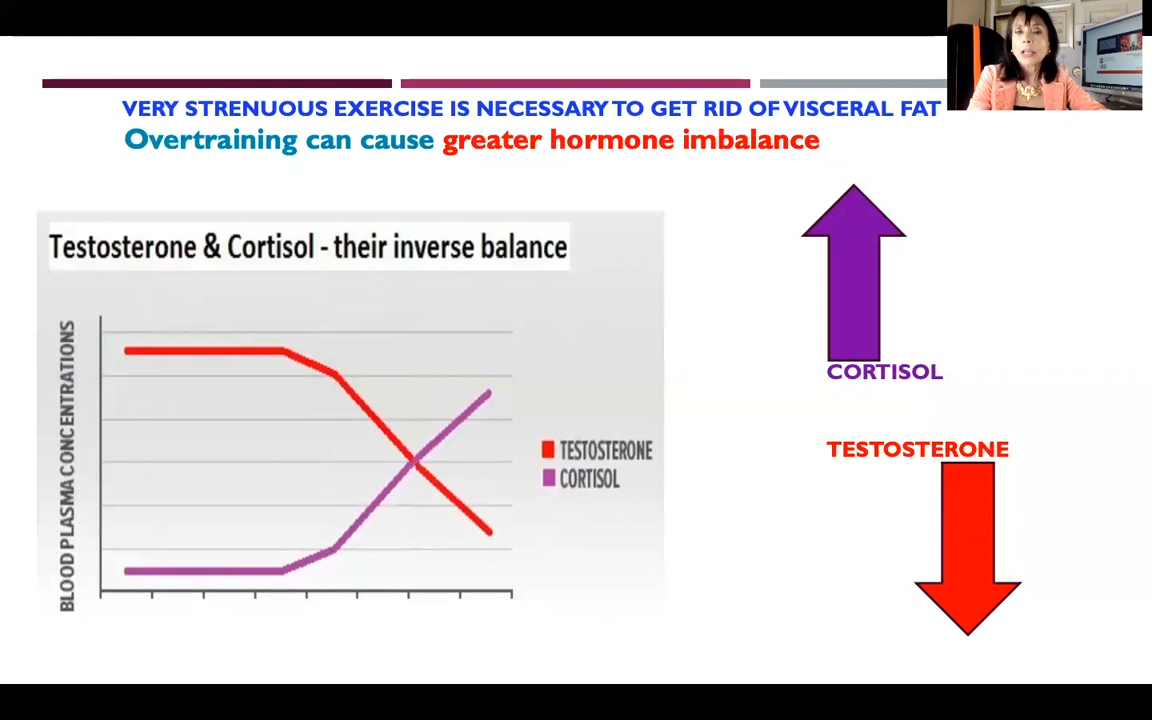 VERY STRENUOUS EXERCISE IS NECESSARY TO GET RID OF VISCERAL FAT
Overtraining can cause greater hormone imbalance
Testosterone & Cortisol - their inverse balance
BLOOD PLASMA CONCENTRATIONS
TESTOSTERONE
CORTISOL
CORTISOL
TESTOSTERONE